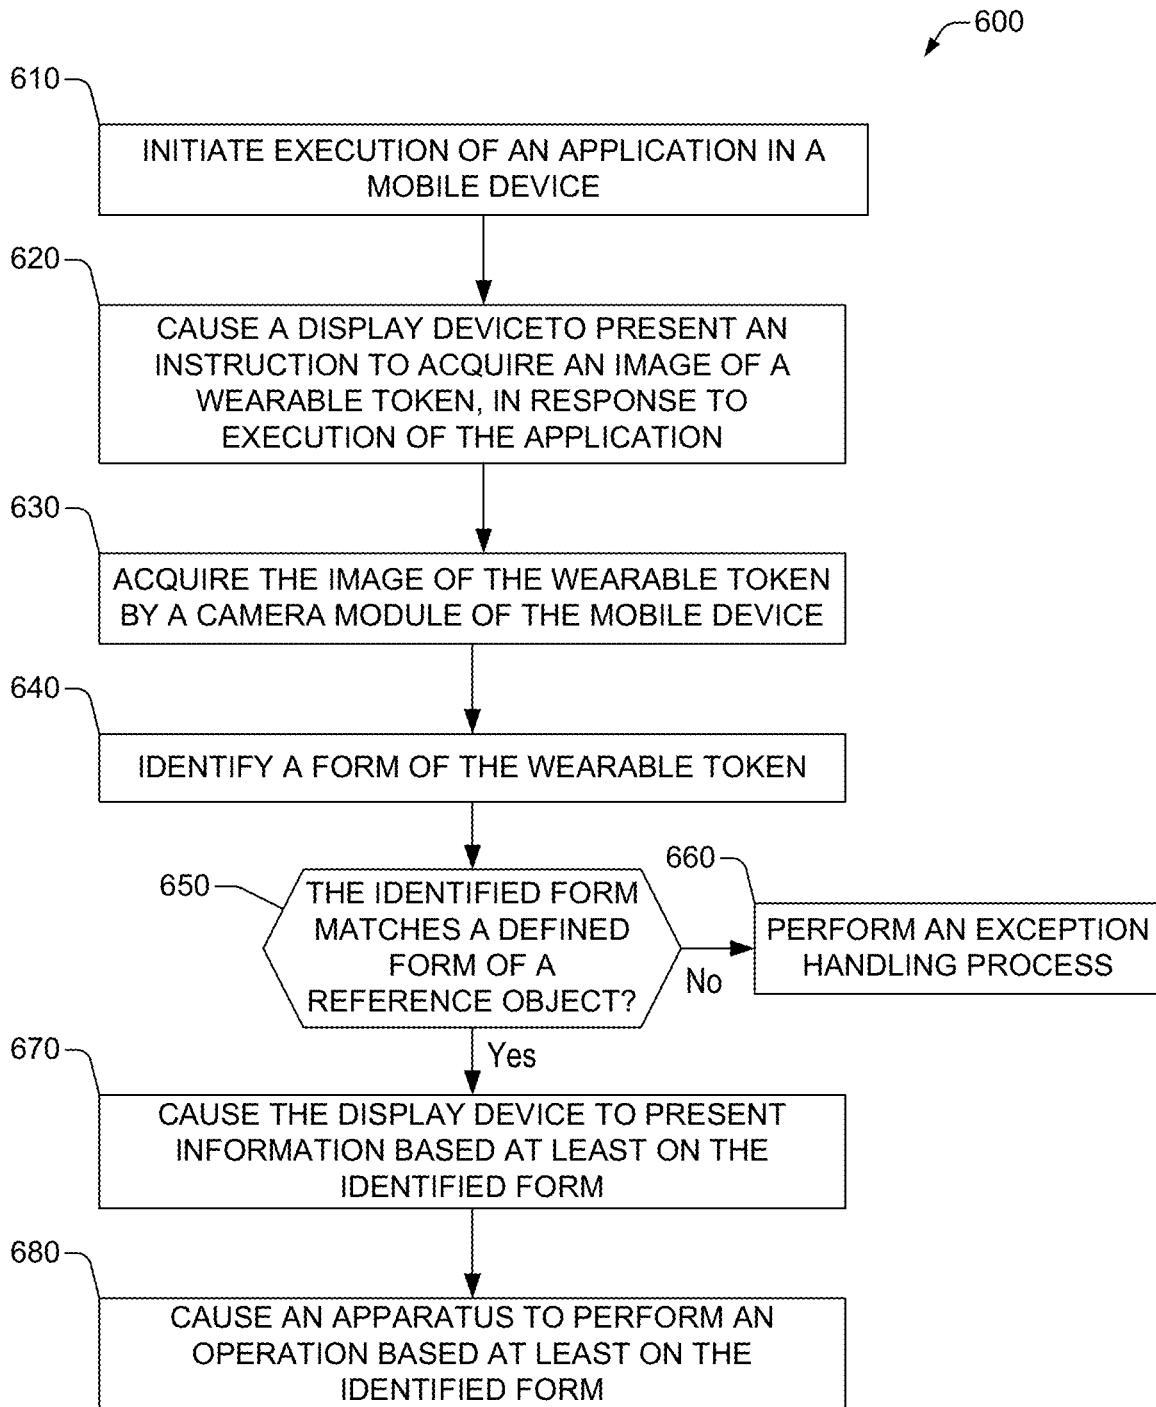 600
610
INITIATE EXECUTION OF AN APPLICATION IN A
MOBILE DEVICE
620
CAUSE A DISPLAY DEVICETO PRESENT AN
INSTRUCTION TO ACQUIRE AN IMAGE OF A
WEARABLE TOKEN, IN RESPONSE TO
EXECUTION OF THE APPLICATION
630
ACQUIRE THE IMAGE OF THE WEARABLE TOKEN
BY A CAMERA MODULE OF THE MOBILE DEVICE
640
IDENTIFY A FORM OF THE WEARABLE TOKEN
650
THE IDENTIFIED FORM
MATCHES A DEFINED
FORM OF A
REFERENCE OBJECT?
No
660
PERFORM AN EXCEPTION
HANDLING PROCESS
Yes
670
CAUSE THE DISPLAY DEVICE TO PRESENT
INFORMATION BASED AT LEAST ON THE
IDENTIFIED FORM
680
CAUSE AN APPARATUS TO PERFORM AN
OPERATION BASED AT LEAST ON THE
IDENTIFIED FORM